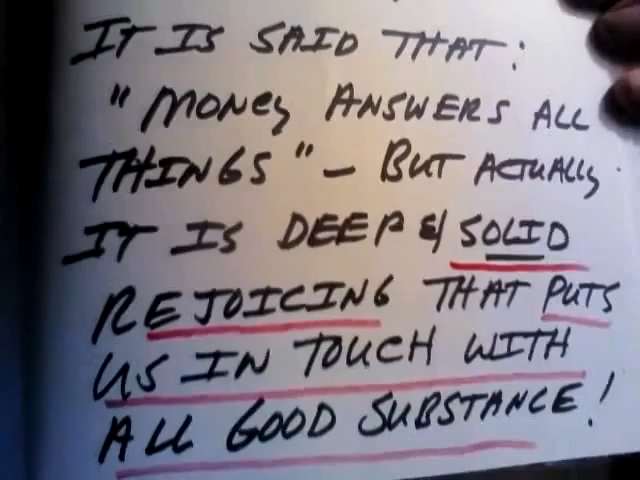 IT IS SAID THAT:
"MONEY ANSWERS ALL
THINGS" - BUT ACTUALLY
IT IS DEEP & SOLID
REJOICING THAT PUTS
US IN TOUCH WITH
ALL GOOD SUBSTANCE!